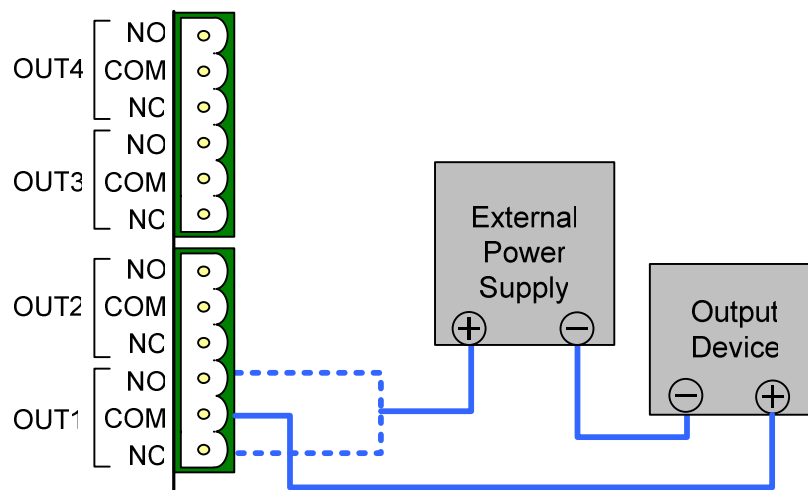 NO
OUT4 COM
NC
NO
OUT3 COM
NC
NO
OUT2 COM
NC
NO
OUT1 COM
NC
External
Power
Supply
+ −
Output
Device
− +